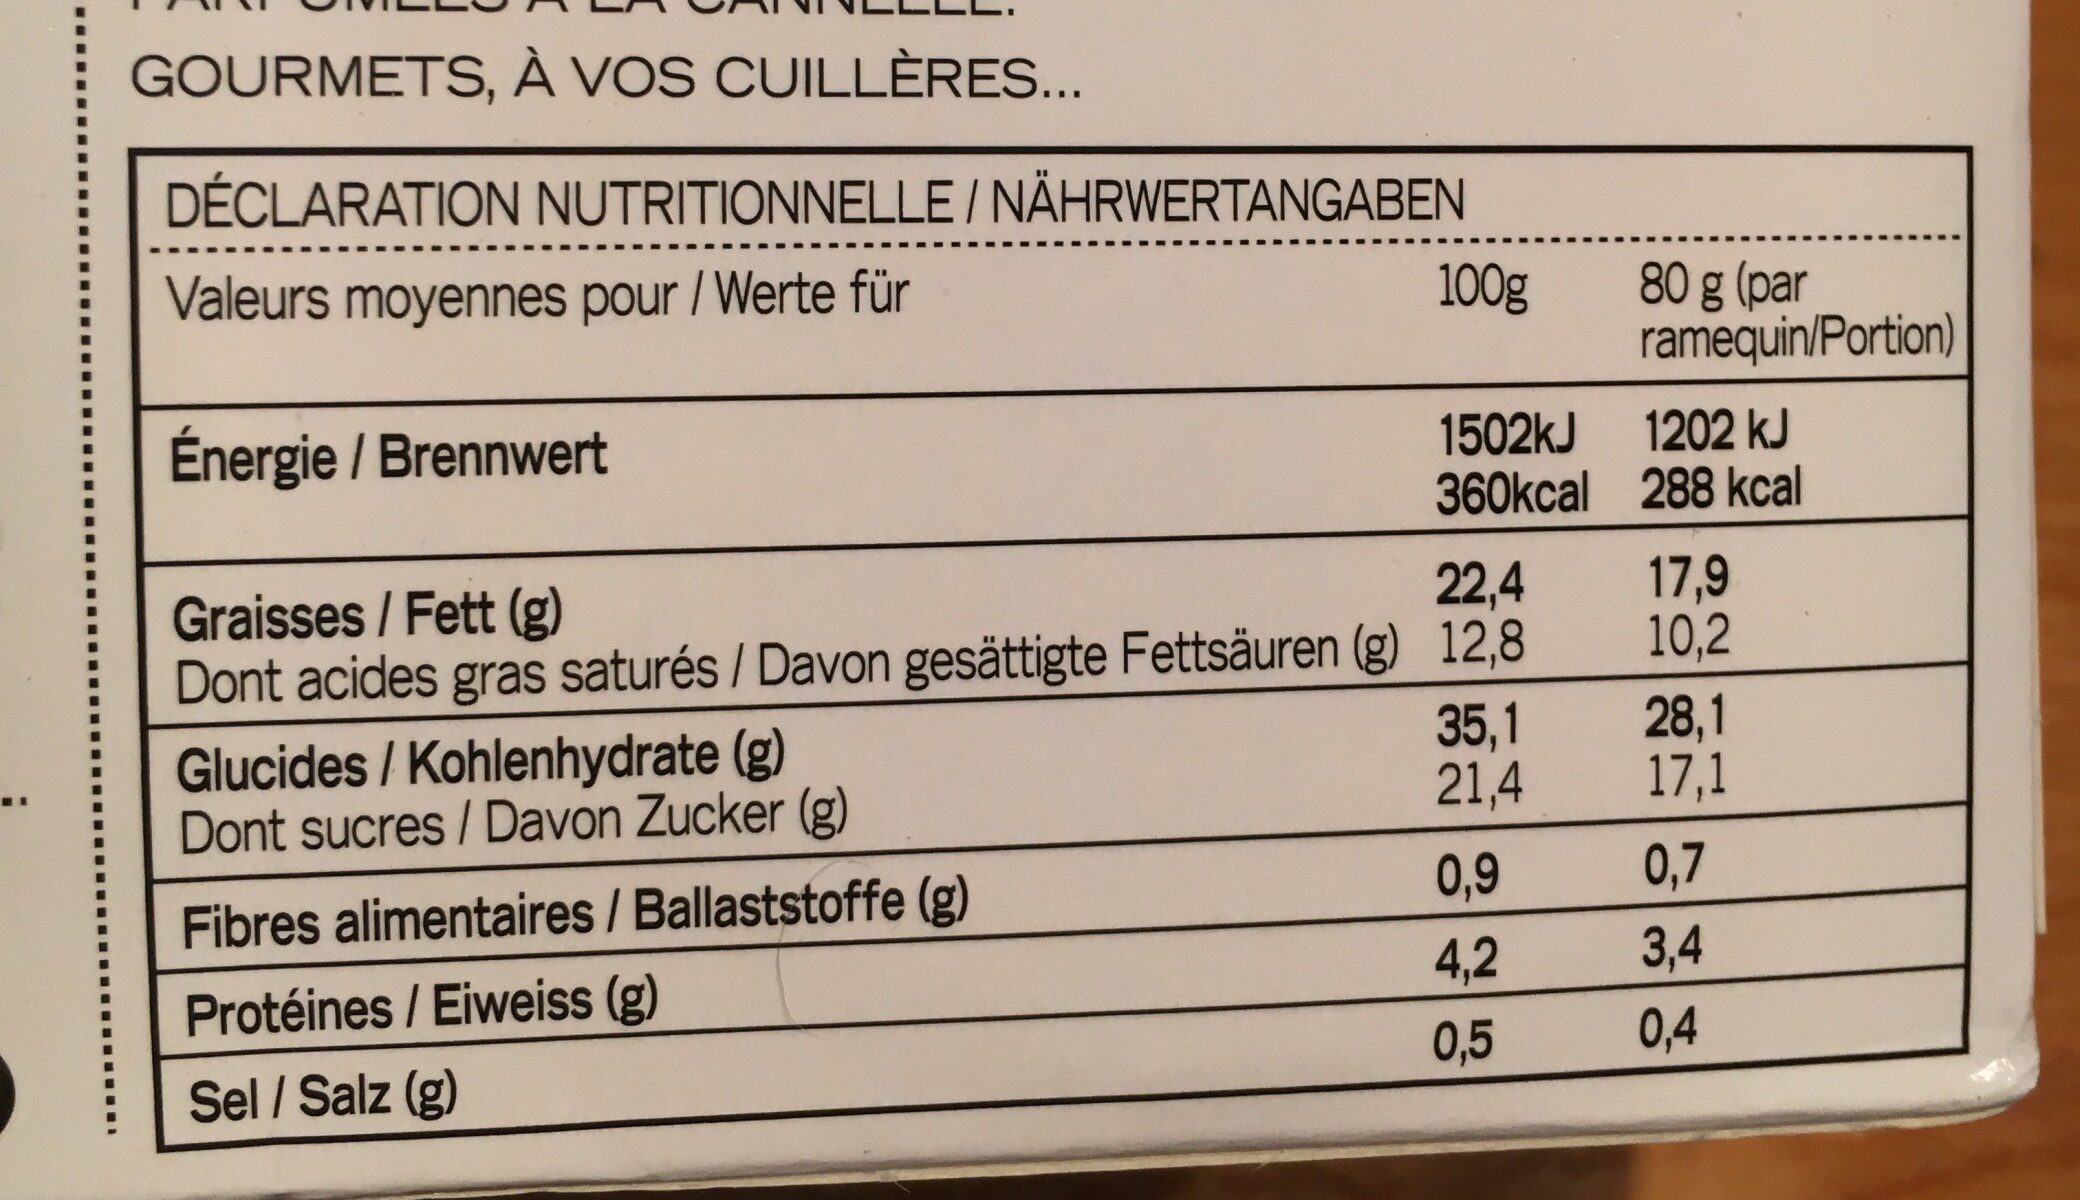 PARFUMÉES À LA CANNELLE.
GOURMETS, À VOS CUILLÈRES...
DÉCLARATION NUTRITIONNELLE / NÄHRWERTANGABEN
Valeurs moyennes pour / Werte für 100g 80 g (par
ramequin/Portion)
Énergie / Brennwert 1502kJ 1202 kJ
360kcal 288 kcal
Graisses / Fett (g) 22,4 17,9
Dont acides gras saturés / Davon gesättigte Fettsäuren (g) 12,8 10,2
Glucides / Kohlenhydrate (g) 35,1 28,1
Dont sucres / Davon Zucker (g) 21,4 17,1
Fibres alimentaires / Ballaststoffe (g) 0,9 0,7
Protéines / Eiweiss (g) 4,2 3,4
Sel / Salz (g) 0,5 0,4